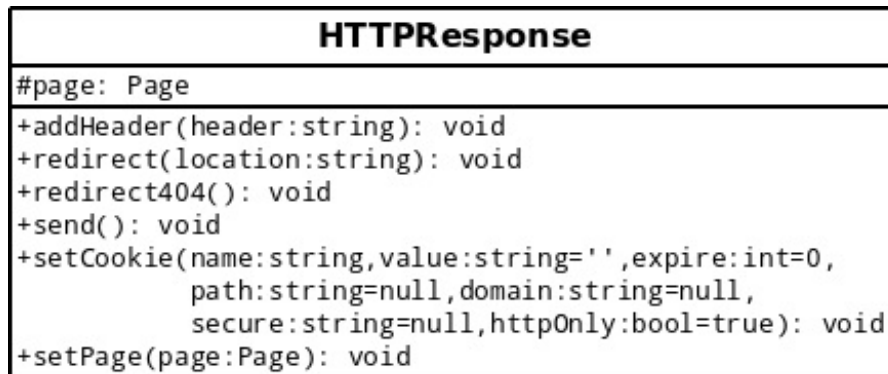 HTTPResponse
#page: Page
+addHeader(header:string): void
+redirect(location:string): void
+redirect404(): void
+send(): void
+setCookie(name:string,value:string='',expire:int=0,
path:string=null,domain:string=null,
secure:string=null,httpOnly:bool=true): void
+setPage(page:Page): void